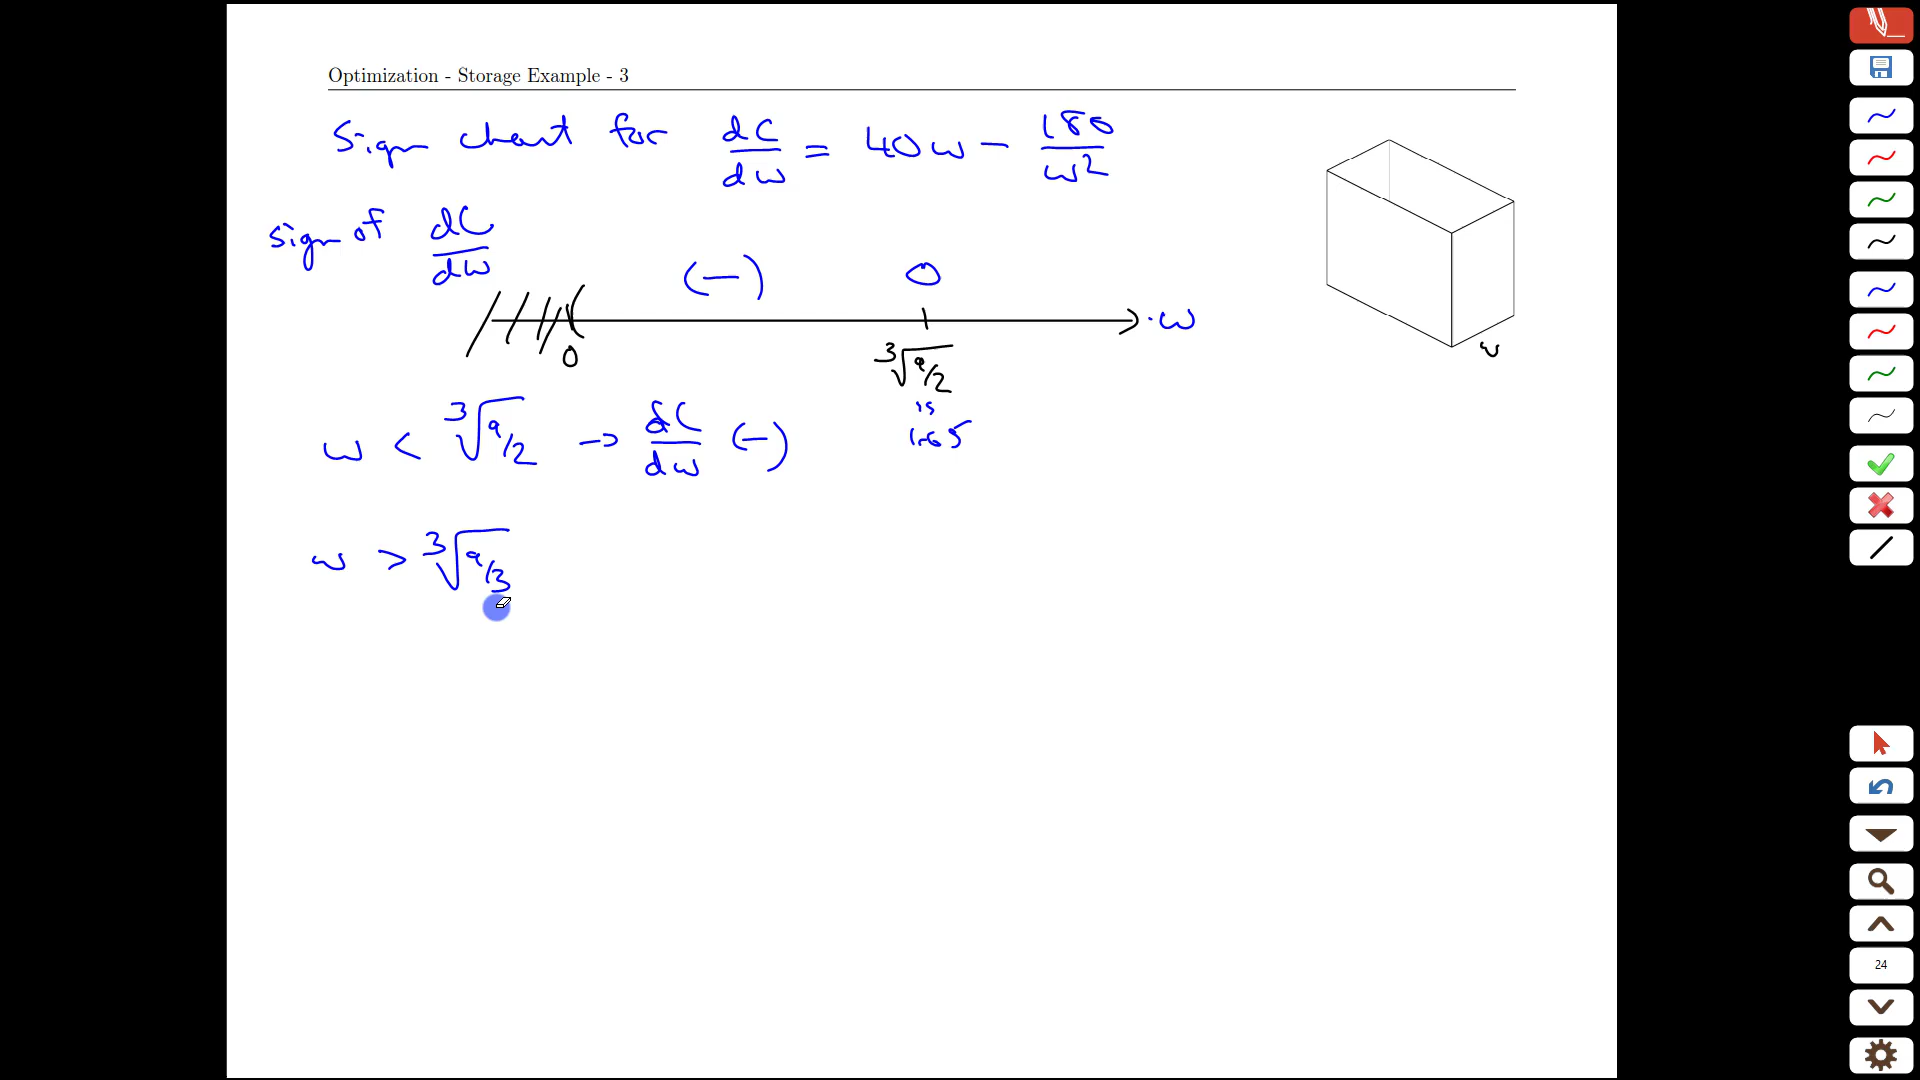 Optimization - Storage Example - 3
Sign chart for dC/dw = 40w - 180/w²
sign of dC/dw
(-) 0
0 ∛9/2 w
is
1.65
w < ∛9/2 → dC/dw (-)
w > ∛9/3
w
24